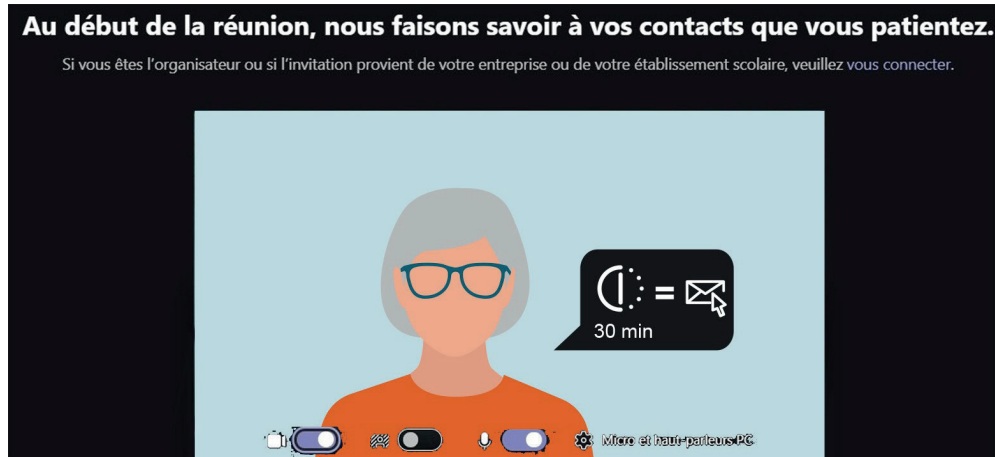 Au début de la réunion, nous faisons savoir à vos contacts que vous patientez.
Si vous êtes l'organisateur ou si l'invitation provient de votre entreprise ou de votre établissement scolaire, veuillez vous connecter.
=
30 min
Micro et haut-parleurs PC